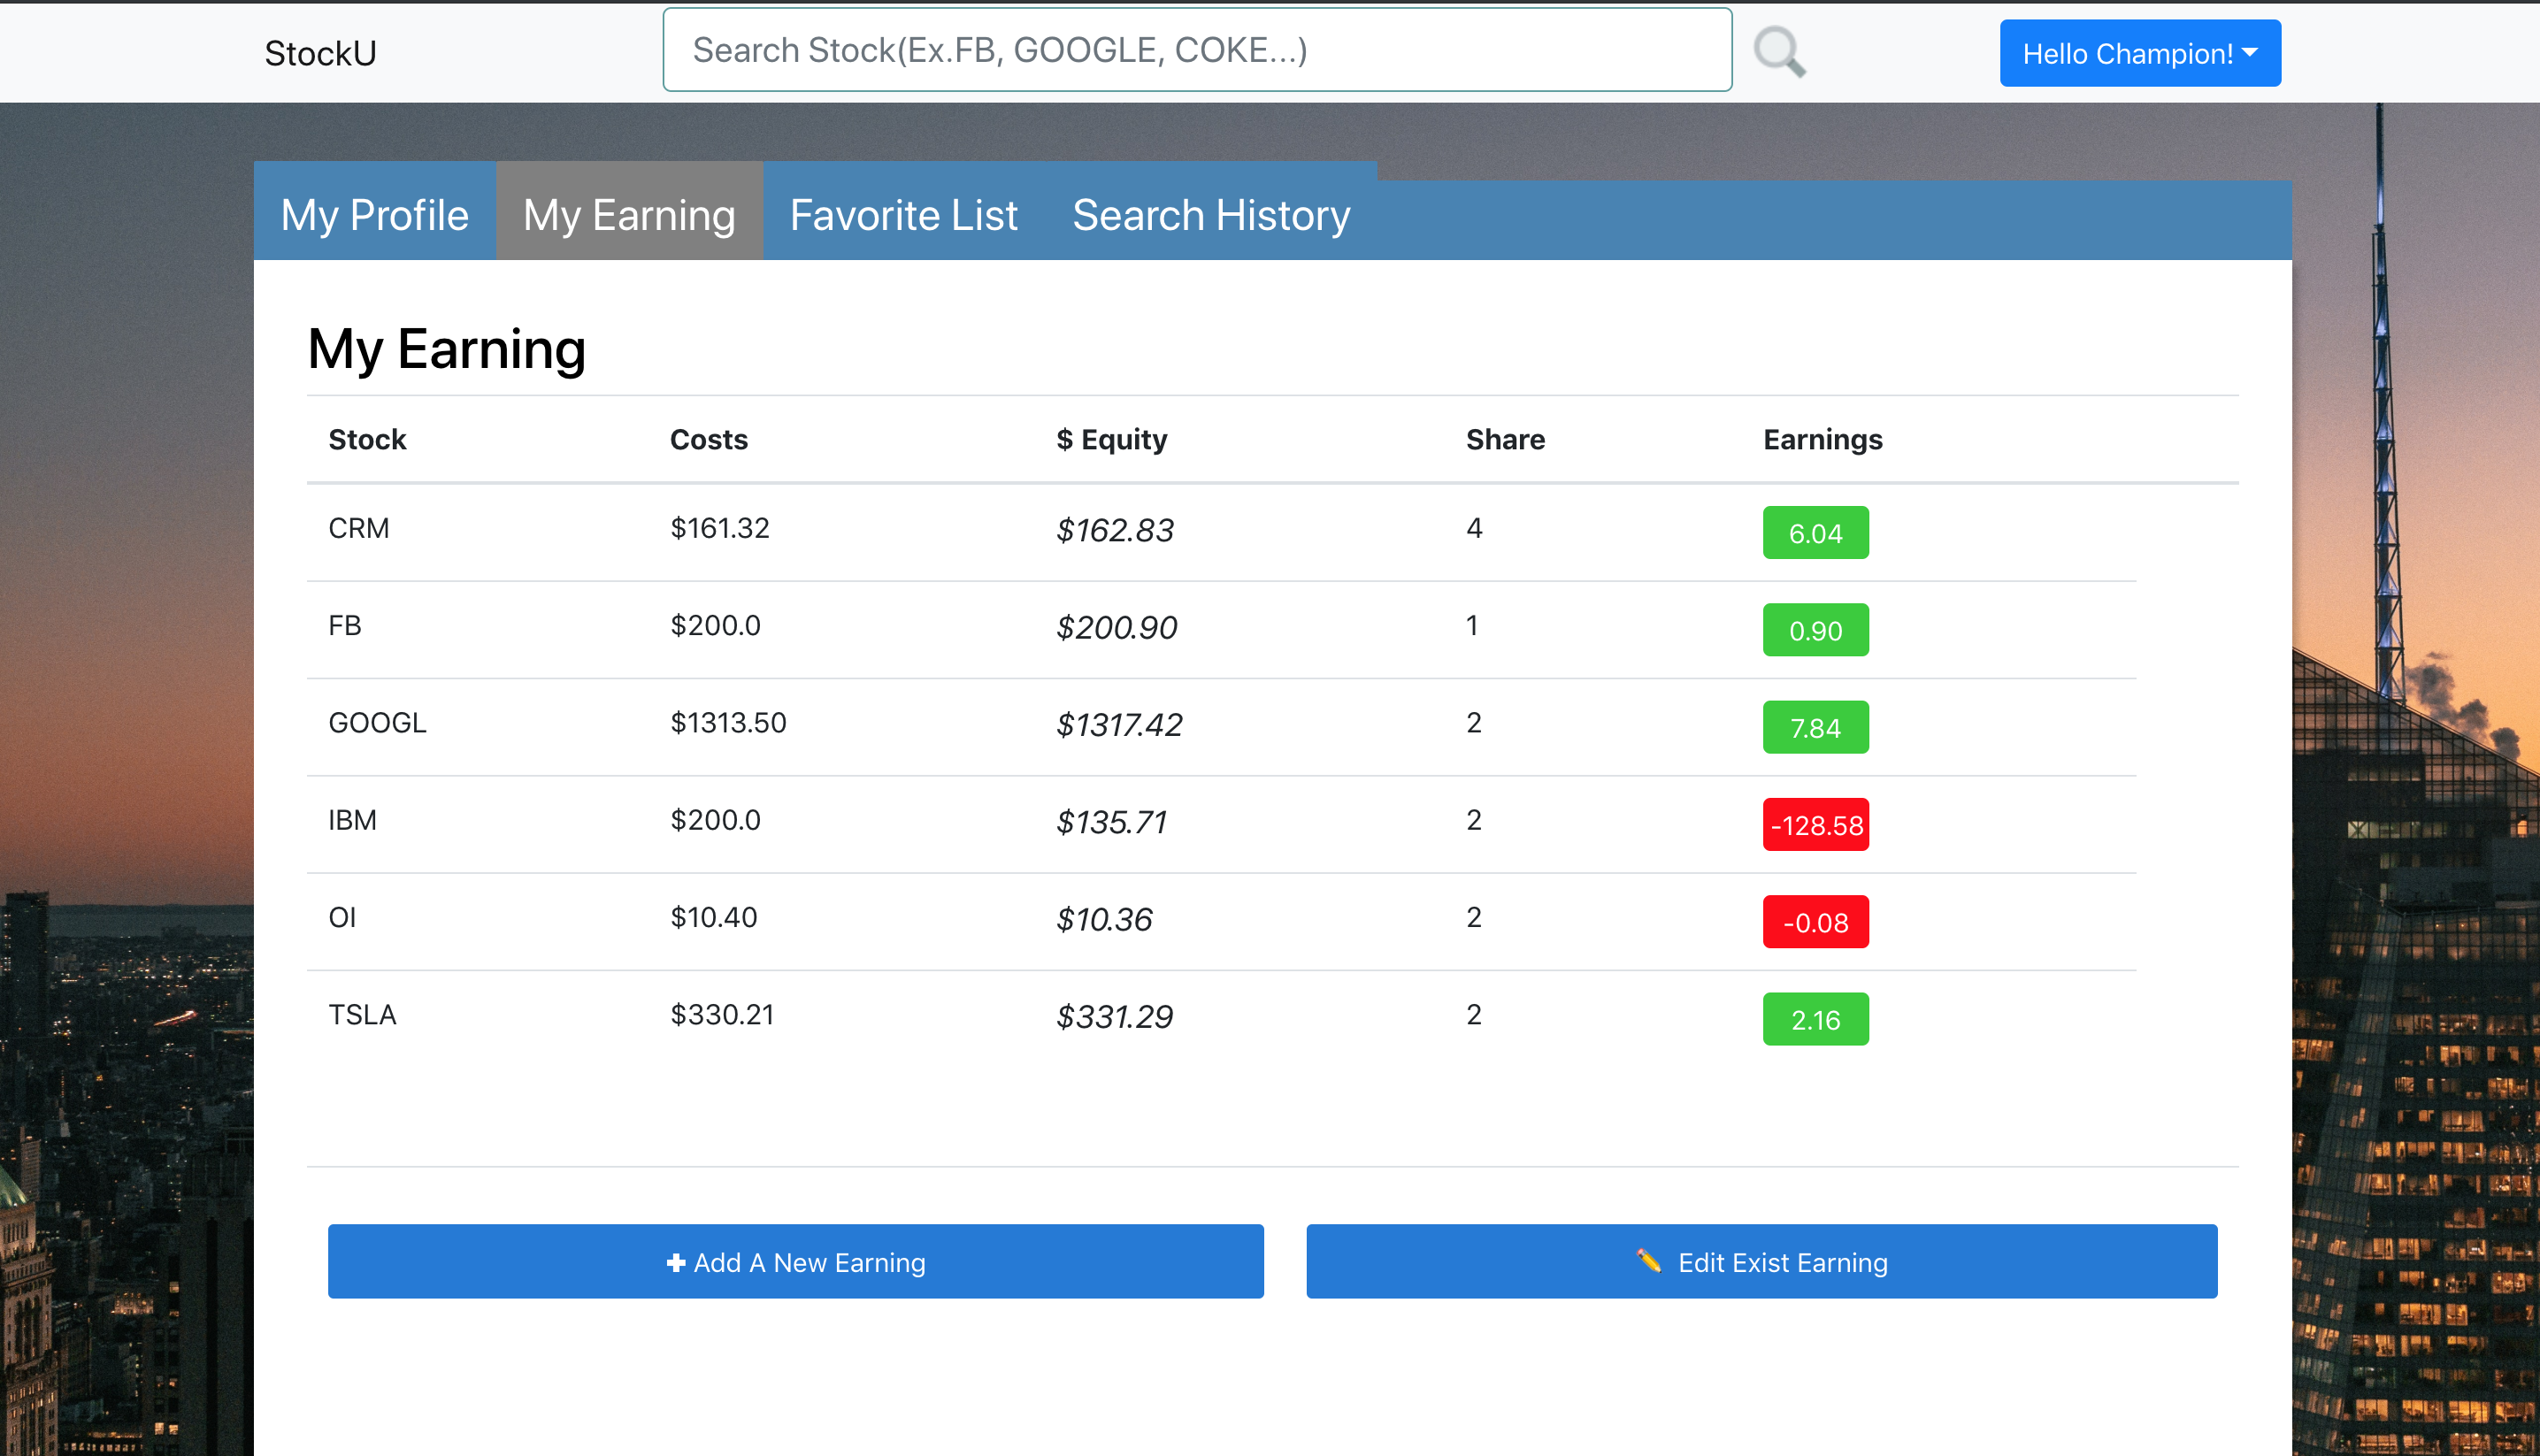 StockU Search Stock(Ex.FB, GOOGLE, COKE...) Hello Champion!
My Profile My Earning Favorite List Search History
My Earning
Stock Costs $ Equity Share Earnings
CRM $161.32 $162.83 4 6.04
FB $200.0 $200.90 1 0.90
GOOGL $1313.50 $1317.42 2 7.84
IBM $200.0 $135.71 2 -128.58
OI $10.40 $10.36 2 -0.08
TSLA $330.21 $331.29 2 2.16
Add A New Earning Edit Exist Earning